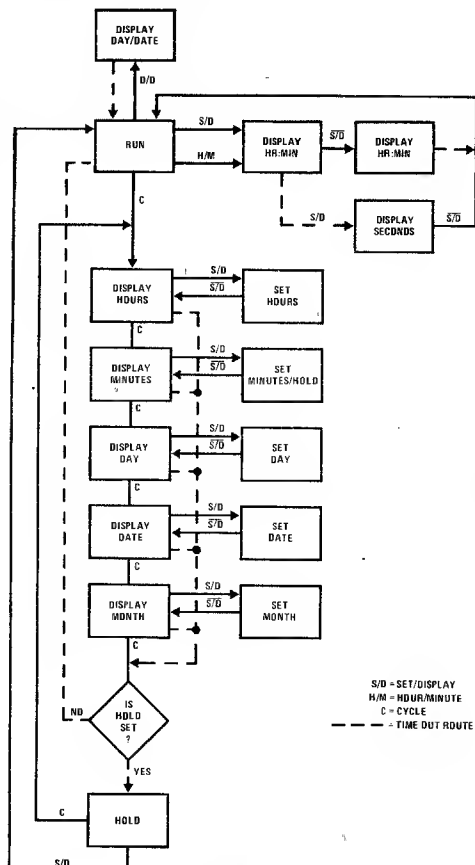 DISPLAY
DAY/DATE
D/D
RUN
S/D
H/M
DISPLAY
HR:MIN
S/D
DISPLAY
HR:MIN
S/D
DISPLAY
SECONDS
S/D
C
DISPLAY
HOURS
S/D
S/D
SET
HOURS
C
DISPLAY
MINUTES
S/D
S/D
SET
MINUTES/HOLD
C
DISPLAY
DAY
S/D
S/D
SET
DAY
C
DISPLAY
DATE
S/D
S/D
SET
DATE
C
DISPLAY
MONTH
S/D
S/D
SET
MONTH
C
IS
HOLD
SET
?
NO
YES
HOLD
C
S/D
S/D = SET/DISPLAY
H/M = HOUR/MINUTE
C = CYCLE
= TIME OUT ROUTE